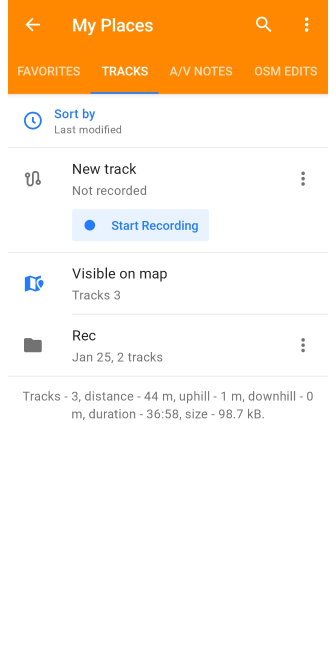 My Places
FAVORITES TRACKS A/V NOTES OSM EDITS
Sort by
Last modified
New track
Not recorded
Start Recording
Visible on map
Tracks 3
Rec
Jan 25, 2 tracks
Tracks - 3, distance - 44 m, uphill - 1 m, downhill - 0
m, duration - 36:58, size - 98.7 kB.